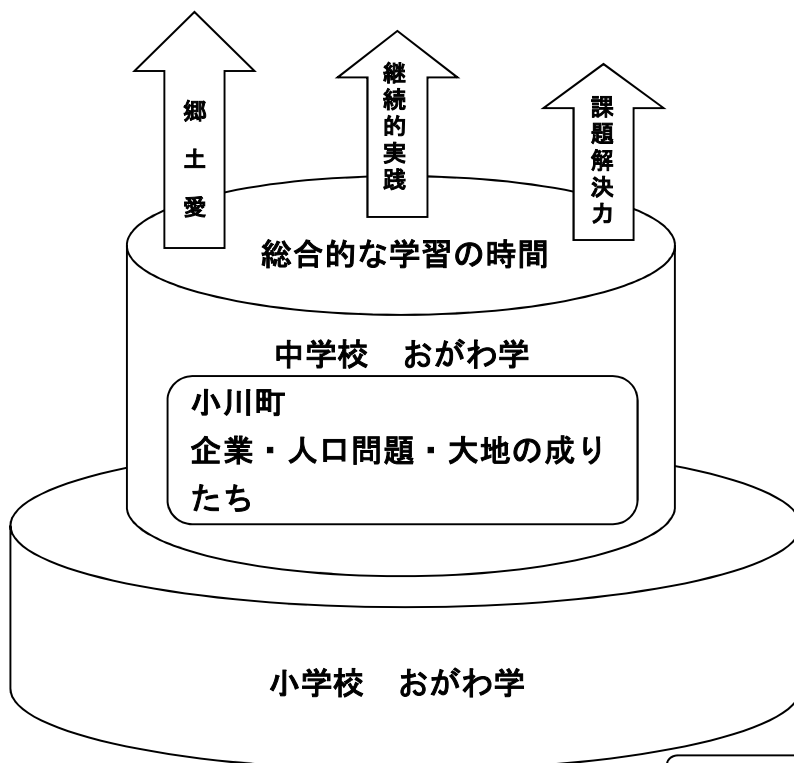 郷土愛
継続的実践
課題解決力
総合的な学習の時間
中学校　おがわ学
小川町
企業・人口問題・大地の成り
たち
小学校　おがわ学